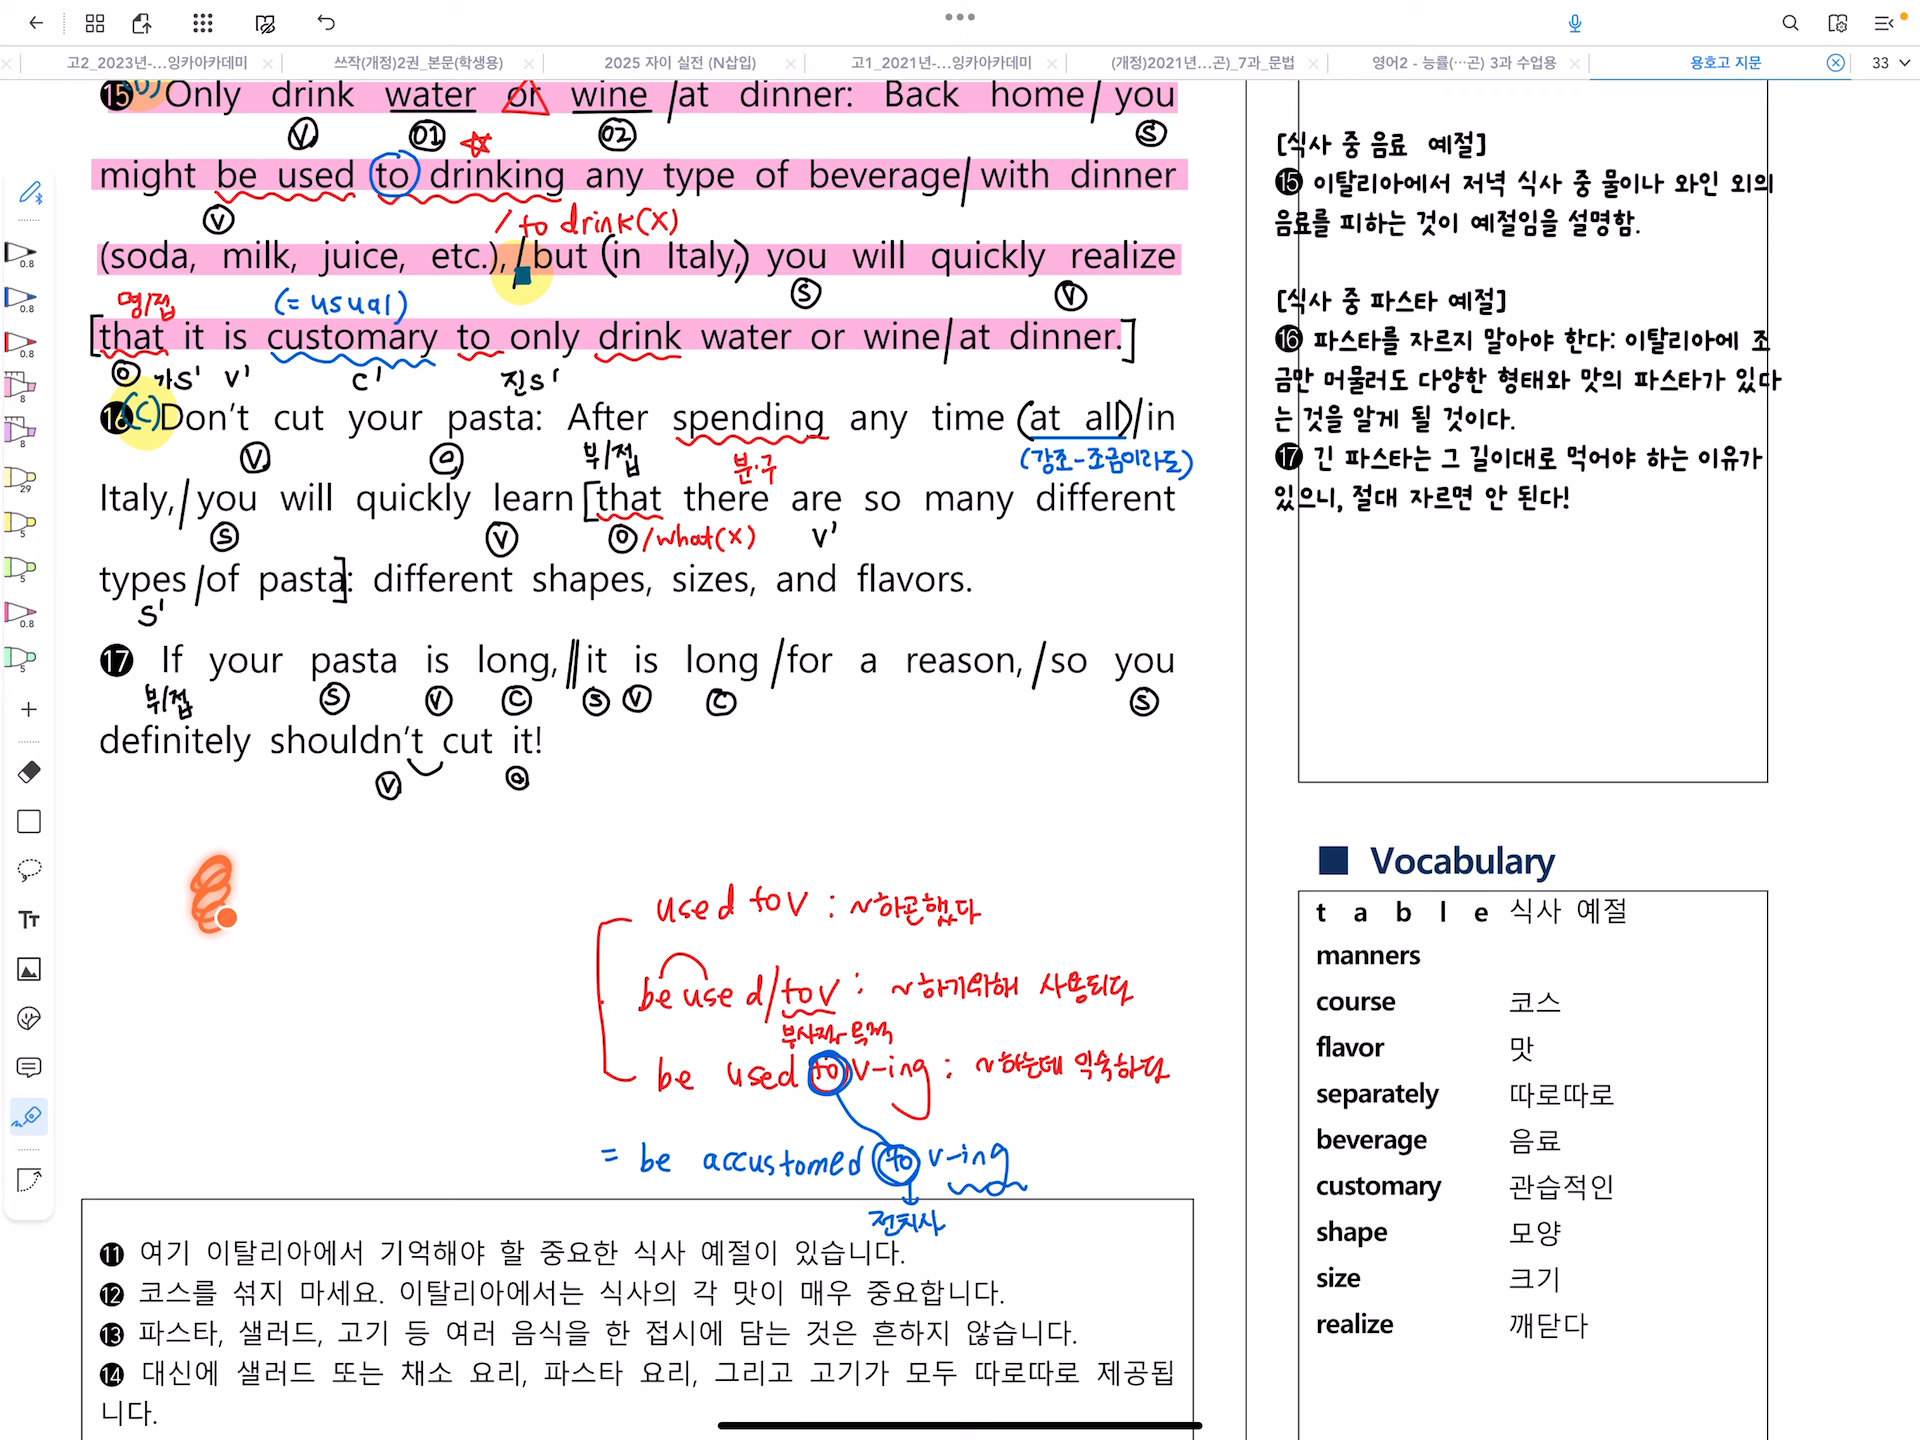 고2_2023년-...잉카아카데미
쓰작(개정)2권_본문(학생용)
2025 자이 실전 (N삽입)
고1_2021년-...잉카아카데미
(개정)2021년...곤)_7과_문법
영어2 - 능률(...곤) 3과 수업용
용호고 지문
33
⓯ Only drink water or wine /at dinner: Back home/ you
Ⓥ O1 O2 Ⓢ
might be used to drinking any type of beverage/ with dinner
Ⓥ / to drink(X)
(soda, milk, juice, etc.), / but (in Italy,) you will quickly realize
명/접 (= usual) Ⓢ Ⓥ
[that it is customary to only drink water or wine/ at dinner.]
Ⓞ 가S' V' C' 진S'
⓰ (C) Don't cut your pasta: After spending any time (at all)/ in
Ⓥ Ⓞ 부/접 분·구 (강조-조금이라도)
Italy,/ you will quickly learn [that there are so many different
Ⓢ Ⓥ Ⓞ /what(X) V'
types /of pasta]: different shapes, sizes, and flavors.
S'
⓱ If your pasta is long, // it is long /for a reason, / so you
부/접 Ⓢ Ⓥ Ⓒ Ⓢ Ⓥ Ⓒ Ⓢ
definitely shouldn't cut it!
Ⓥ Ⓞ
used to V : ~하곤했다
be used/to V : ~하기위해 사용되다
부사적-목적
be used to V-ing : ~하는데 익숙하다
= be accustomed to v-ing
전치사
⓫ 여기 이탈리아에서 기억해야 할 중요한 식사 예절이 있습니다.
⓬ 코스를 섞지 마세요. 이탈리아에서는 식사의 각 맛이 매우 중요합니다.
⓭ 파스타, 샐러드, 고기 등 여러 음식을 한 접시에 담는 것은 흔하지 않습니다.
⓮ 대신에 샐러드 또는 채소 요리, 파스타 요리, 그리고 고기가 모두 따로따로 제공됩
니다.
[식사 중 음료 예절]
⓯ 이탈리아에서 저녁 식사 중 물이나 와인 외의
음료를 피하는 것이 예절임을 설명함.
[식사 중 파스타 예절]
⓰ 파스타를 자르지 말아야 한다: 이탈리아에 조
금만 머물러도 다양한 형태와 맛의 파스타가 있다
는 것을 알게 될 것이다.
⓱ 긴 파스타는 그 길이대로 먹어야 하는 이유가
있으니, 절대 자르면 안 된다!
Vocabulary
table 식사 예절
manners
course 코스
flavor 맛
separately 따로따로
beverage 음료
customary 관습적인
shape 모양
size 크기
realize 깨닫다
0.8
0.8
0.8
8
8
29
5
5
0.8
5
Tт